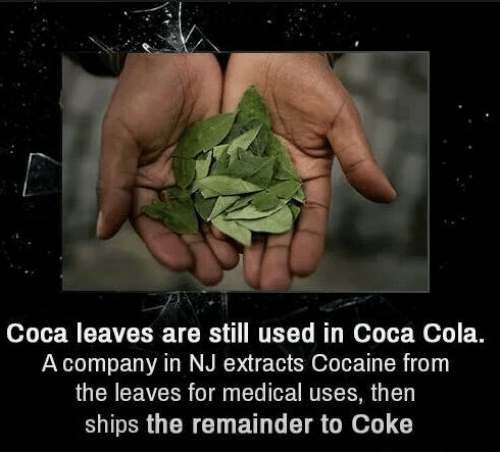 Coca leaves are still used in Coca Cola.
A company in NJ extracts Cocaine from
the leaves for medical uses, then
ships the remainder to Coke